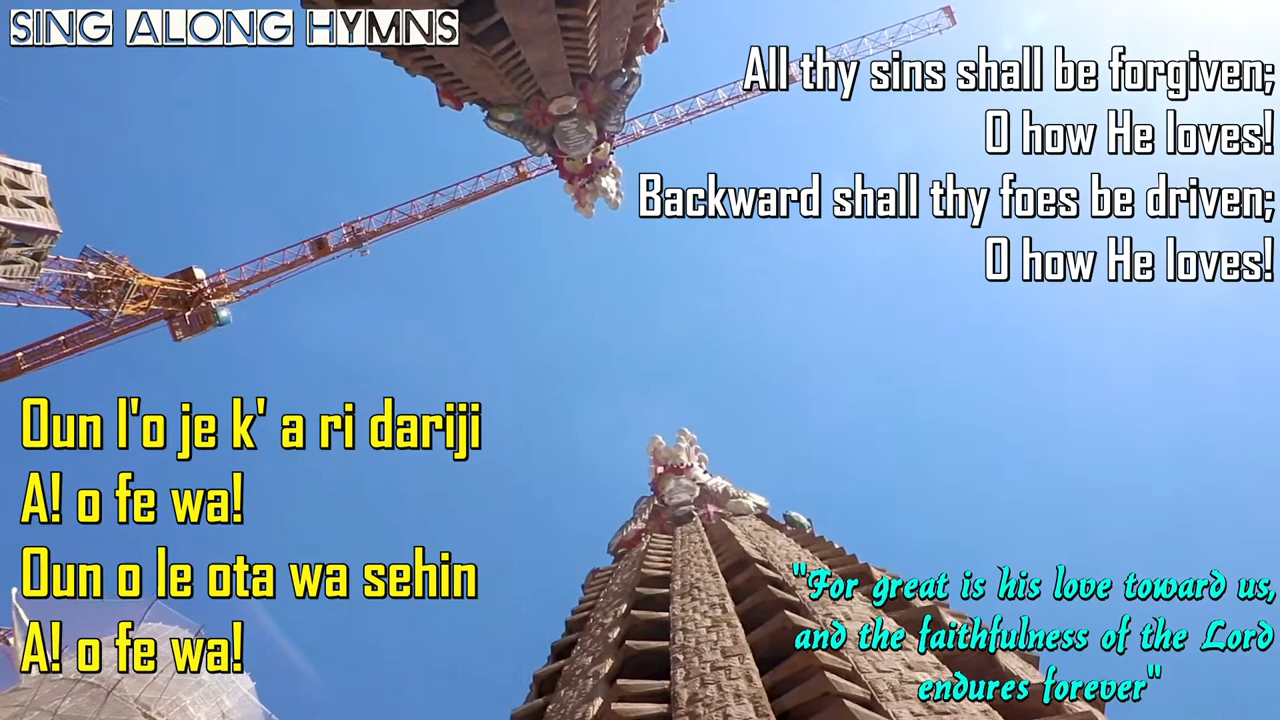 SING ALONG HYMNS
All thy sins shall be forgiven;
O how He loves!
Backward shall thy foes be driven;
O how He loves!
Oun l'o je k' a ri dariji
A! o fe wa!
Oun o le ota wa sehin
A! o fe wa!
"For great is his love toward us,
and the faithfulness of the Lord
endures forever"